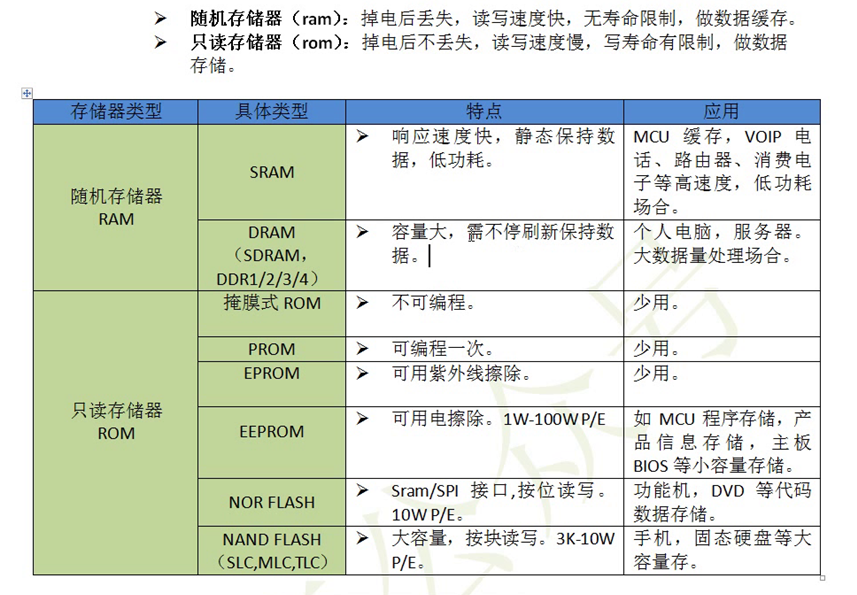 ➢ 随机存储器（ram）：掉电后丢失，读写速度快，无寿命限制，做数据缓存。
➢ 只读存储器（rom）：掉电后不丢失，读写速度慢，写寿命有限制，做数据
存储。
存储器类型 具体类型 特点 应用
随机存储器
RAM
SRAM
➢ 响应速度快，静态保持数
据，低功耗。
MCU 缓存，VOIP 电
话、路由器、消费电
子等高速度，低功耗
场合。
DRAM
（SDRAM，
DDR1/2/3/4）
➢ 容量大，需不停刷新保持数
据。
个人电脑，服务器。
大数据量处理场合。
只读存储器
ROM
掩膜式 ROM
➢ 不可编程。
少用。
PROM
➢ 可编程一次。
少用。
EPROM
➢ 可用紫外线擦除。
少用。
EEPROM
➢ 可用电擦除。1W-100W P/E
如 MCU 程序存储，产
品信息存储，主板
BIOS 等小容量存储。
NOR FLASH
➢ Sram/SPI 接口,按位读写。
10W P/E。
功能机，DVD 等代码
数据存储。
NAND FLASH
（SLC,MLC,TLC）
➢ 大容量，按块读写。3K-10W
P/E。
手机，固态硬盘等大
容量存。